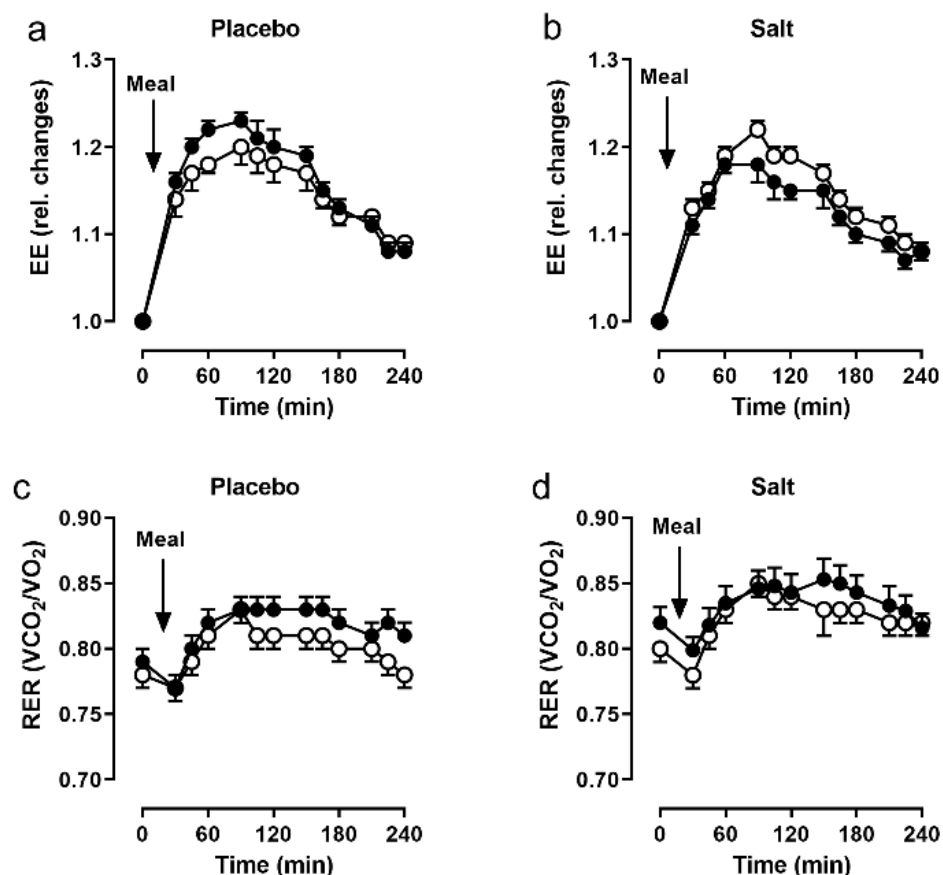 a
Placebo
EE (rel. changes)
1.3
1.2
1.1
1.0
Meal
0 60 120 180 240
Time (min)
b
Salt
EE (rel. changes)
1.3
1.2
1.1
1.0
Meal
0 60 120 180 240
Time (min)
c
Placebo
RER (VCO₂/VO₂)
0.90
0.85
0.80
0.75
0.70
Meal
0 60 120 180 240
Time (min)
d
Salt
RER (VCO₂/VO₂)
0.90
0.85
0.80
0.75
0.70
Meal
0 60 120 180 240
Time (min)